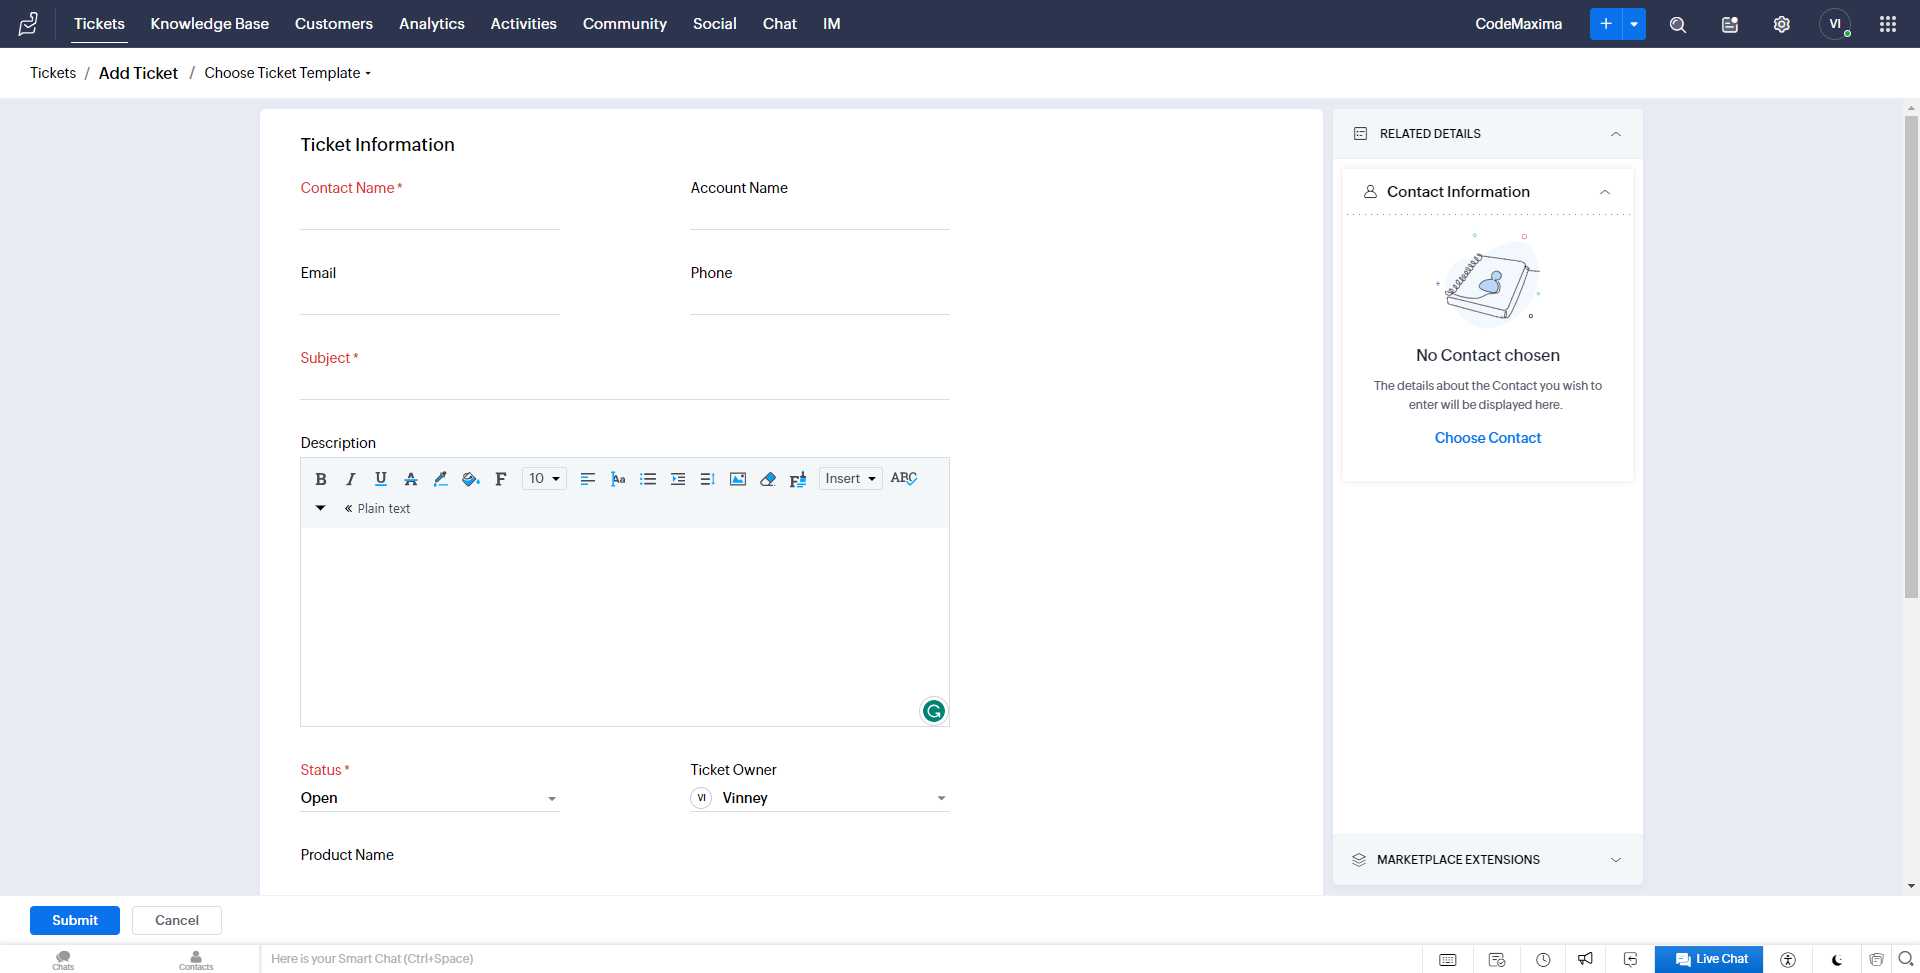 Tickets Knowledge Base Customers Analytics Activities Community Social Chat IM CodeMaxima VI
Tickets / Add Ticket / Choose Ticket Template
Ticket Information
Contact Name *
Account Name
Email
Phone
Subject *
Description
B I U A F 10 Aa F Insert ABC
« Plain text
Status *
Open
Ticket Owner
VI Vinney
Product Name
RELATED DETAILS
Contact Information
No Contact chosen
The details about the Contact you wish to
enter will be displayed here.
Choose Contact
MARKETPLACE EXTENSIONS
Submit Cancel
Chats
Contacts
Here is your Smart Chat (Ctrl+Space)
Live Chat